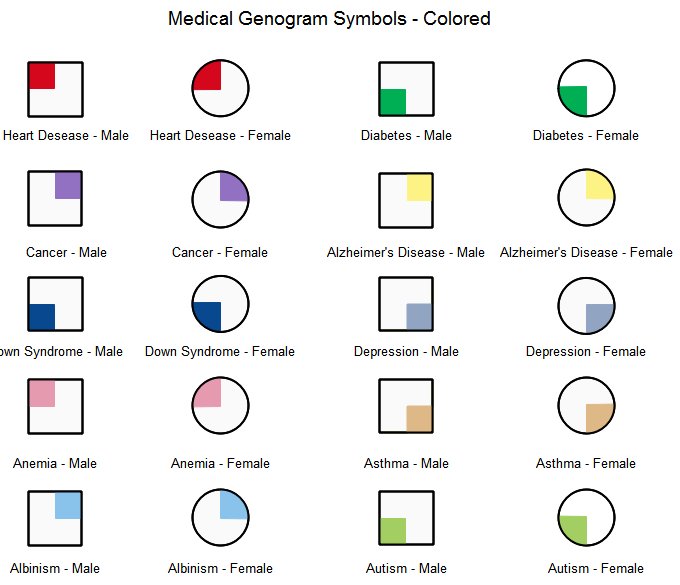 Medical Genogram Symbols - Colored
Heart Desease - Male
Heart Desease - Female
Diabetes - Male
Diabetes - Female
Cancer - Male
Cancer - Female
Alzheimer's Disease - Male
Alzheimer's Disease - Female
own Syndrome - Male
Down Syndrome - Female
Depression - Male
Depression - Female
Anemia - Male
Anemia - Female
Asthma - Male
Asthma - Female
Albinism - Male
Albinism - Female
Autism - Male
Autism - Female